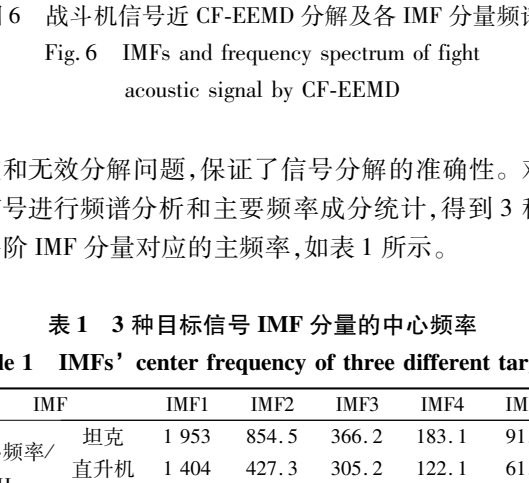 6 战斗机信号近 CF-EEMD 分解及各 IMF 分量频谱
Fig. 6 IMFs and frequency spectrum of fight
acoustic signal by CF-EEMD
和无效分解问题,保证了信号分解的准确性。
号进行频谱分析和主要频率成分统计,得到 3 种
阶 IMF 分量对应的主频率,如表 1 所示。
表 1 3 种目标信号 IMF 分量的中心频率
1 IMFs' center frequency of three different
IMF IMF1 IMF2 IMF3 IMF4
频率/
坦克 1 953 854.5 366.2 183.1 91
直升机 1 404 427.3 305.2 122.1 61